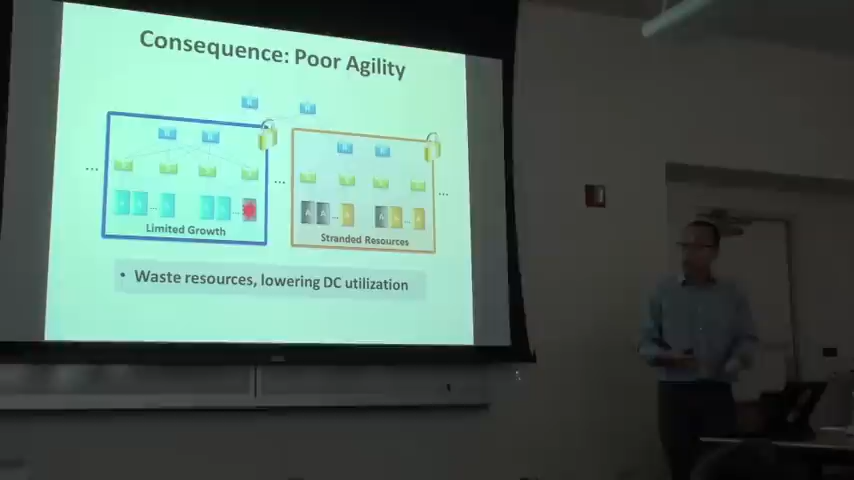 Consequence: Poor Agility
...
...
...
...
...
...
...
Limited Growth
Stranded Resources
• Waste resources, lowering DC utilization